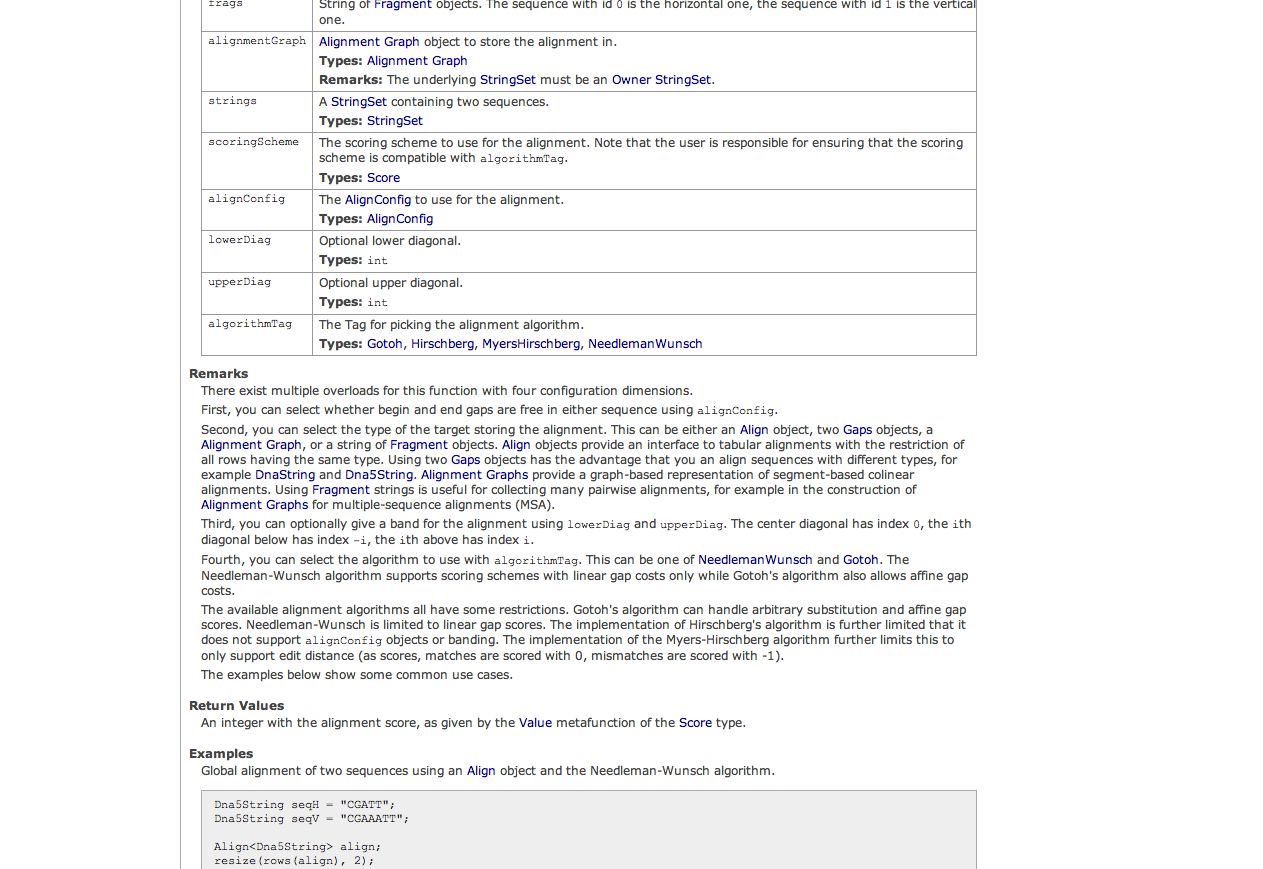 frags
String of Fragment objects. The sequence with id 0 is the horizontal one, the sequence with id 1 is the vertical
one.
alignmentGraph
Alignment Graph object to store the alignment in.
Types: Alignment Graph
Remarks: The underlying StringSet must be an Owner StringSet.
strings
A StringSet containing two sequences.
Types: StringSet
scoringScheme
The scoring scheme to use for the alignment. Note that the user is responsible for ensuring that the scoring
scheme is compatible with algorithmTag.
Types: Score
alignConfig
The AlignConfig to use for the alignment.
Types: AlignConfig
lowerDiag
Optional lower diagonal.
Types: int
upperDiag
Optional upper diagonal.
Types: int
algorithmTag
The Tag for picking the alignment algorithm.
Types: Gotoh, Hirschberg, MyersHirschberg, NeedlemanWunsch
Remarks
There exist multiple overloads for this function with four configuration dimensions.
First, you can select whether begin and end gaps are free in either sequence using alignConfig.
Second, you can select the type of the target storing the alignment. This can be either an Align object, two Gaps objects, a
Alignment Graph, or a string of Fragment objects. Align objects provide an interface to tabular alignments with the restriction of
all rows having the same type. Using two Gaps objects has the advantage that you an align sequences with different types, for
example DnaString and Dna5String. Alignment Graphs provide a graph-based representation of segment-based colinear
alignments. Using Fragment strings is useful for collecting many pairwise alignments, for example in the construction of
Alignment Graphs for multiple-sequence alignments (MSA).
Third, you can optionally give a band for the alignment using lowerDiag and upperDiag. The center diagonal has index 0, the ith
diagonal below has index -i, the ith above has index i.
Fourth, you can select the algorithm to use with algorithmTag. This can be one of NeedlemanWunsch and Gotoh. The
Needleman-Wunsch algorithm supports scoring schemes with linear gap costs only while Gotoh's algorithm also allows affine gap
costs.
The available alignment algorithms all have some restrictions. Gotoh's algorithm can handle arbitrary substitution and affine gap
scores. Needleman-Wunsch is limited to linear gap scores. The implementation of Hirschberg's algorithm is further limited that it
does not support alignConfig objects or banding. The implementation of the Myers-Hirschberg algorithm further limits this to
only support edit distance (as scores, matches are scored with 0, mismatches are scored with -1).
The examples below show some common use cases.
Return Values
An integer with the alignment score, as given by the Value metafunction of the Score type.
Examples
Global alignment of two sequences using an Align object and the Needleman-Wunsch algorithm.
Dna5String seqH = "CGATT";
Dna5String seqV = "CGAAATT";
Align<Dna5String> align;
resize(rows(align), 2);